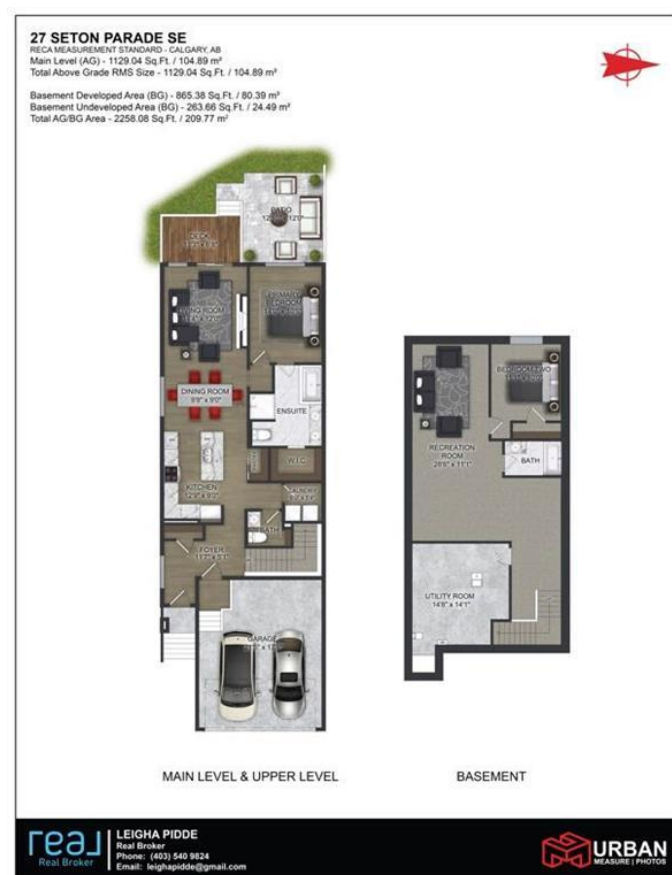 27 SETON PARADE SE
RECA MEASUREMENT STANDARD - CALGARY, AB
Main Level (AG) - 1129.04 Sq.Ft. / 104.89 m²
Total Above Grade RMS Size - 1129.04 Sq.Ft. / 104.89 m²
Basement Developed Area (BG) - 865.38 Sq.Ft. / 80.39 m²
Basement Undeveloped Area (BG) - 263.66 Sq.Ft. / 24.49 m²
Total AG/BG Area - 2258.08 Sq.Ft. / 209.77 m²
PATIO
DECK
LIVING ROOM
PRIMARY
BEDROOM
DINING ROOM
9'8" x 9'0"
ENSUITE
W.I.C
KITCHEN
LAUNDRY
BATH
FOYER
GARAGE
BEDROOM TWO
RECREATION
ROOM
28'6" x 11'1"
BATH
UTILITY ROOM
14'8" x 14'1"
MAIN LEVEL & UPPER LEVEL
BASEMENT
real
Real Broker
LEIGHA PIDDE
Real Broker
Phone: (403) 540 9824
Email: leighapidde@gmail.com
URBAN
MEASURE | PHOTOS